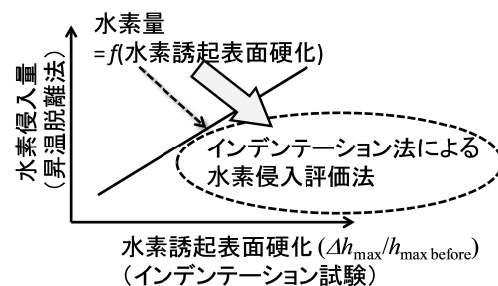 水素量
=f(水素誘起表面硬化)
水素侵入量
(昇温脱離法)
インデンテーション法による
水素侵入評価法
水素誘起表面硬化 (Δhmax/hmax before)
(インデンテーション試験)